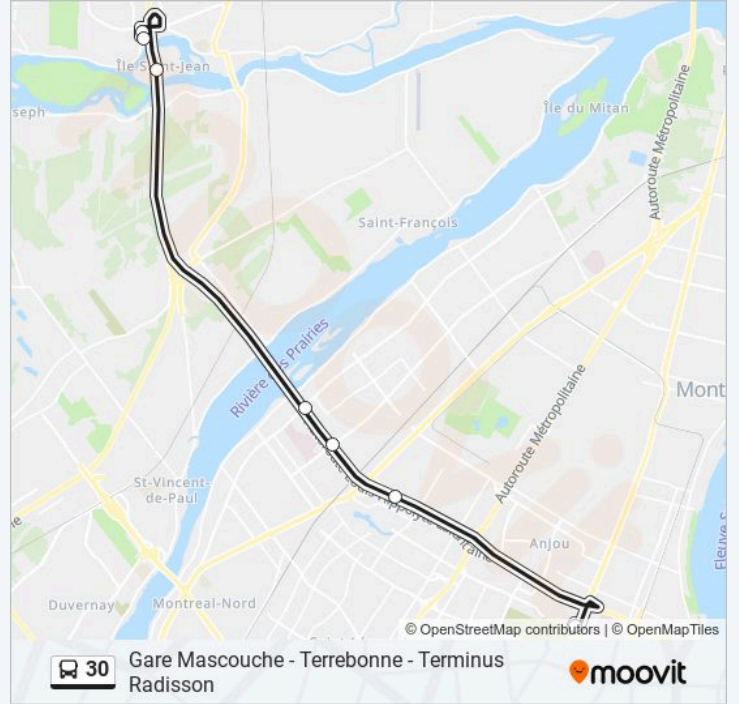 Île Saint-Jean
seph
Île du Mitan
Autoroute Métropolitaine
Saint-François
Rivière des Prairies
Mont
Autoroute Métropolitaine
St-Vincent-
de-Paul
ne
Anjou
Fleuve S
Duvernay
Montreal-Nord
© OpenStreetMap contributors | © OpenMapTiles
30
Gare Mascouche - Terrebonne - Terminus
Radisson
moovit